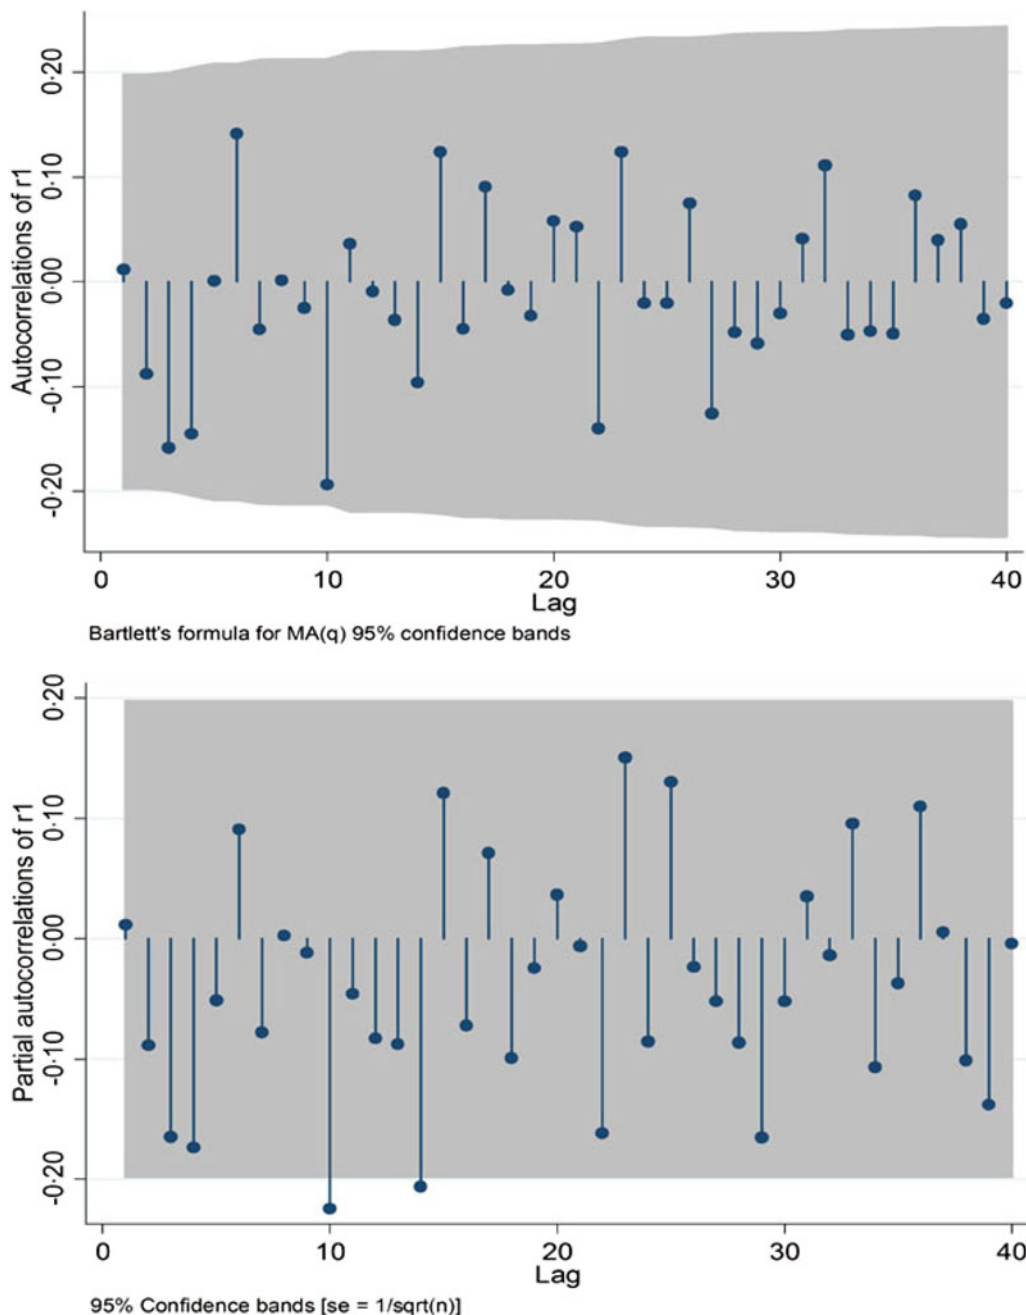 Autocorrelations of r1
0·20
0·10
0·00
-0·10
-0·20
0 10 20 30 40
Lag
Bartlett's formula for MA(q) 95% confidence bands
Partial autocorrelations of r1
0·20
0·10
0·00
-0·10
-0·20
0 10 20 30 40
Lag
95% Confidence bands [se = 1/sqrt(n)]